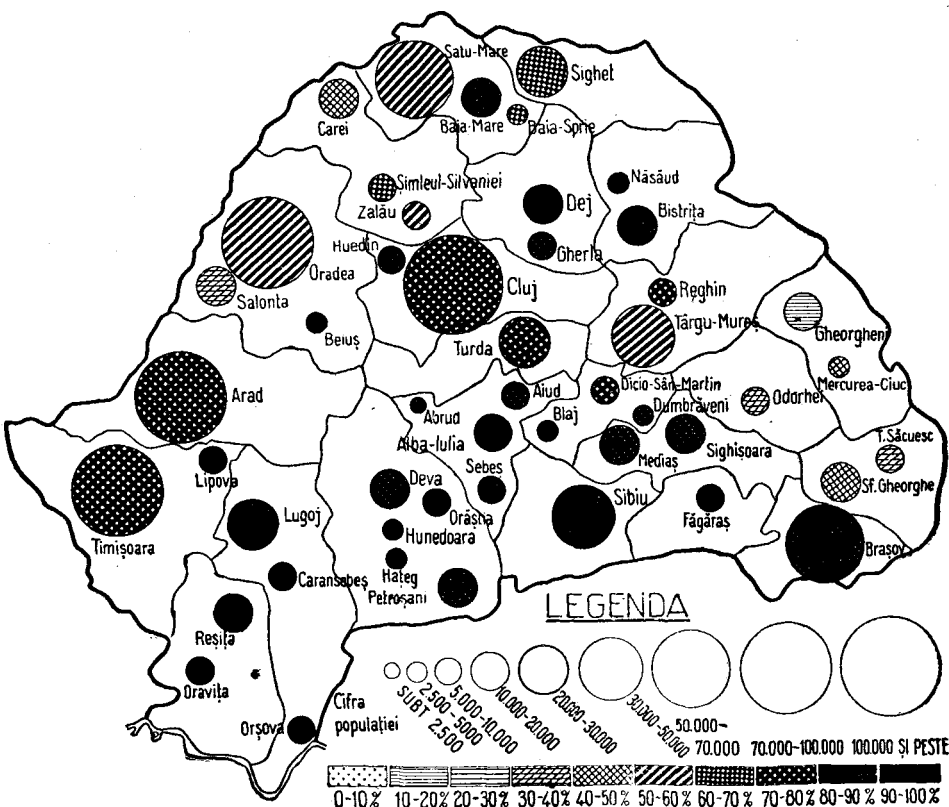 Satu-Mare
Sighet
Carei
Baia-Mare
Baia-Sprie
Șimleul-Silvaniei
Zalău
Năsăud
Dej
Bistrița
Huedin
Gherla
Oradea
Cluj
Salonta
Reghin
Târgu-Mureș
Gheorgheni
Beiuș
Turda
Mercurea-Ciuc
Arad
Aiud
Dicio-Sân-Martin
Odorhei
Abrud
Blaj
Dumbrăveni
Alba-Iulia
T. Săcuesc
Sighișoara
Mediaș
Sebeș
Lipova
Deva
Sf. Gheorghe
Orăștia
Sibiu
Făgăraș
Lugoj
Hunedoara
Brașov
Timișoara
Hațeg
Caransebeș
Petroșani
Reșița
Oravița
Orșova
LEGENDA
Cifra
populației
SUBT 2.500
2.500-5000
5.000-10.000
10.000-20.000
20.000-30.000
30.000-50.000
50.000-
70.000
70.000-100.000
100.000 ȘI PESTE
0-10% 10-20% 20-30% 30-40% 40-50% 50-60% 60-70% 70-80% 80-90% 90-100%